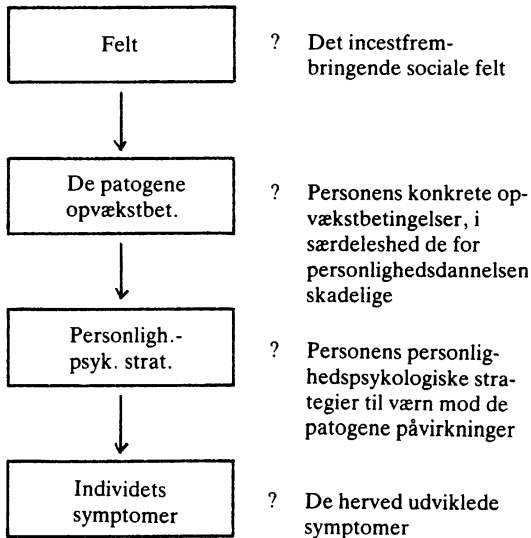 Felt
? Det incestfrem-
bringende sociale felt
De patogene
opvækstbet.
? Personens konkrete op-
vækstbetingelser, i
særdeleshed de for
personlighedsdannelsen
skadelige
Personligh.-
psyk. strat.
? Personens personlig-
hedspsykologiske stra-
tegier til værn mod de
patogene påvirkninger
Individets
symptomer
? De herved udviklede
symptomer